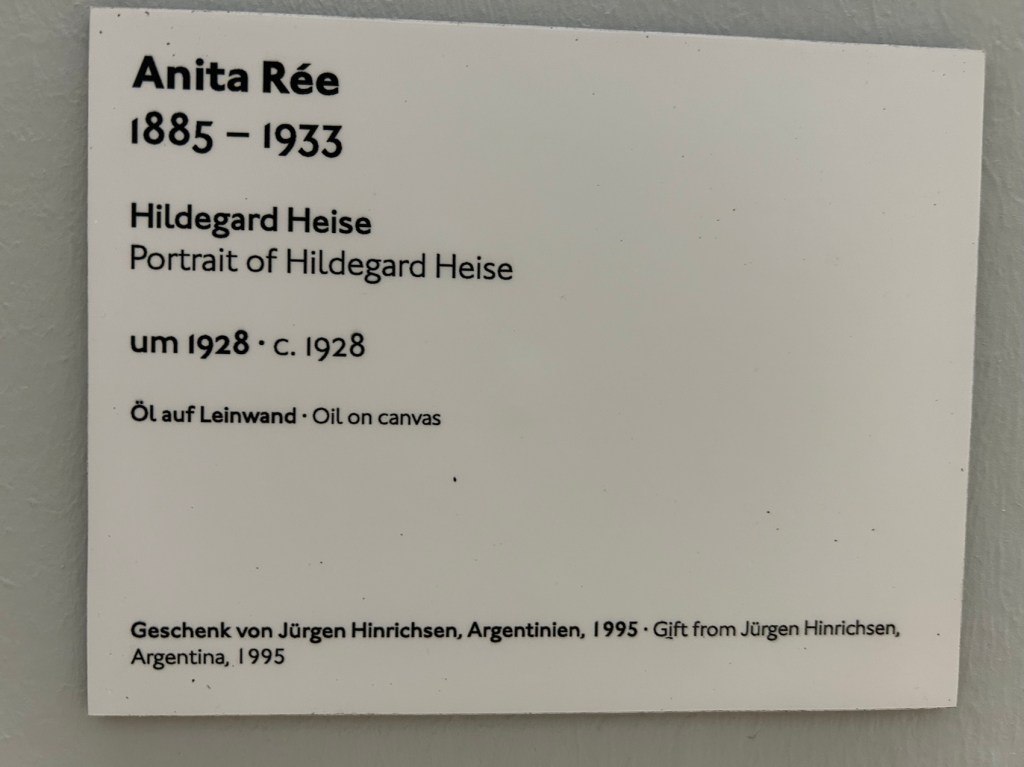 Anita Rée
1885 – 1933
Hildegard Heise
Portrait of Hildegard Heise
um 1928 · c. 1928
Öl auf Leinwand · Oil on canvas
Geschenk von Jürgen Hinrichsen, Argentinien, 1995 · Gift from Jürgen Hinrichsen,
Argentina, 1995